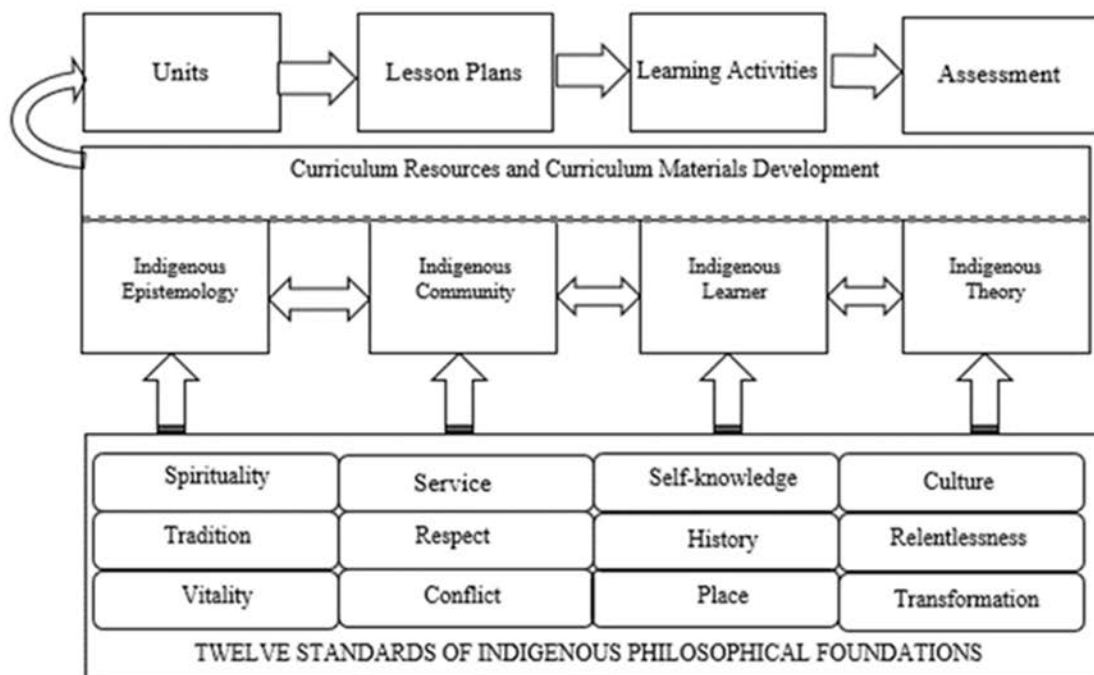 Units
Lesson Plans
Learning Activities
Assessment
Curriculum Resources and Curriculum Materials Development
Indigenous
Epistemology
Indigenous
Community
Indigenous
Learner
Indigenous
Theory
Spirituality
Service
Self-knowledge
Culture
Tradition
Respect
History
Relentlessness
Vitality
Conflict
Place
Transformation
TWELVE STANDARDS OF INDIGENOUS PHILOSOPHICAL FOUNDATIONS